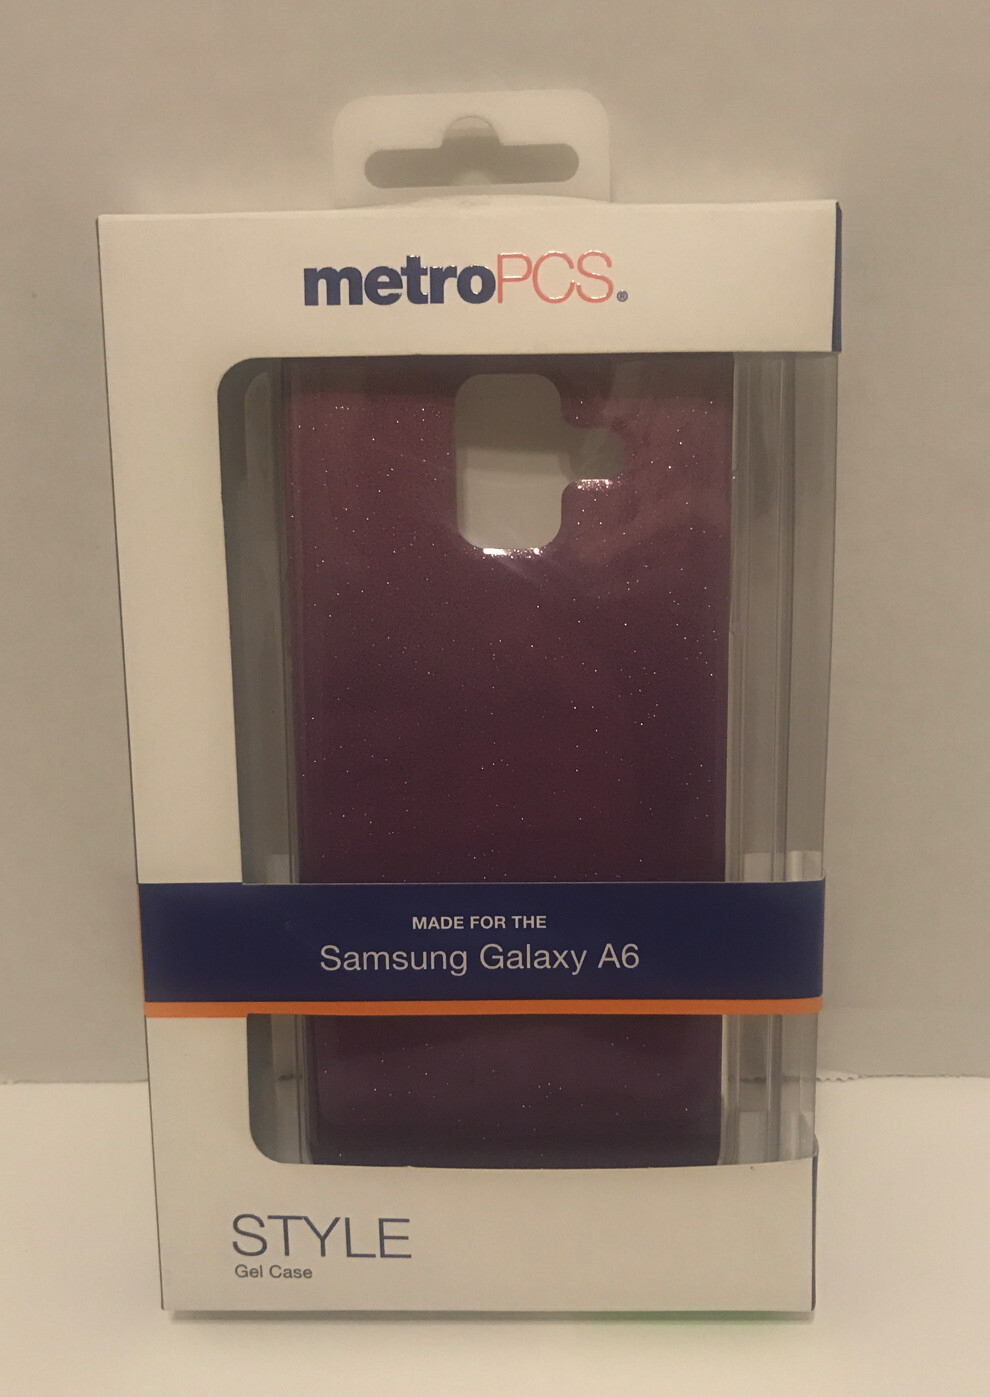 metroPCS.®
MADE FOR THE
Samsung Galaxy A6
STYLE
Gel Case